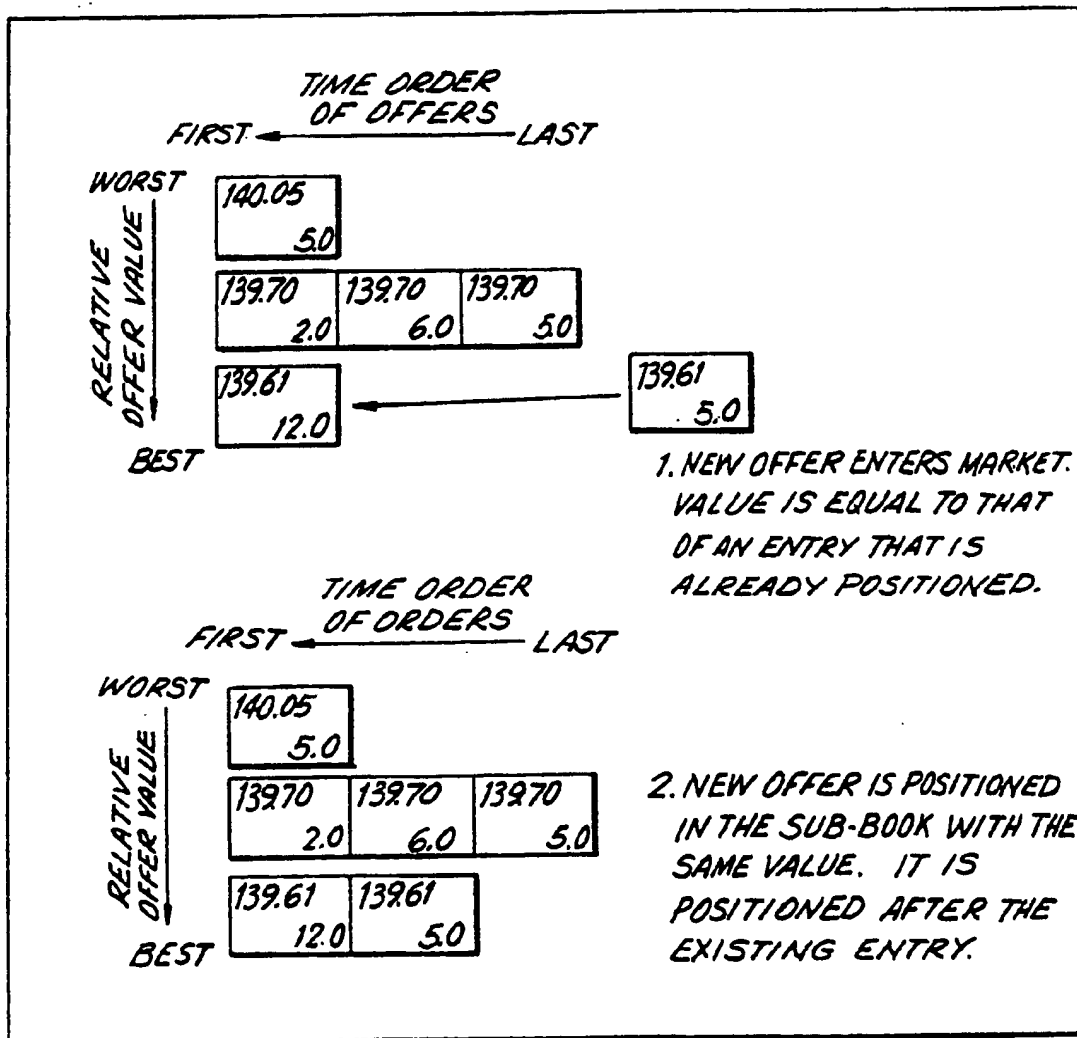 TIME ORDER
OF OFFERS
FIRST LAST
WORST
RELATIVE
OFFER VALUE
BEST
140.05
5.0
139.70 139.70 139.70
2.0 6.0 5.0
139.61
12.0
139.61
5.0
1. NEW OFFER ENTERS MARKET.
VALUE IS EQUAL TO THAT
OF AN ENTRY THAT IS
ALREADY POSITIONED.
TIME ORDER
OF ORDERS
FIRST LAST
WORST
RELATIVE
OFFER VALUE
BEST
140.05
5.0
139.70 139.70 139.70
2.0 6.0 5.0
139.61 139.61
12.0 5.0
2. NEW OFFER IS POSITIONED
IN THE SUB-BOOK WITH THE
SAME VALUE. IT IS
POSITIONED AFTER THE
EXISTING ENTRY.